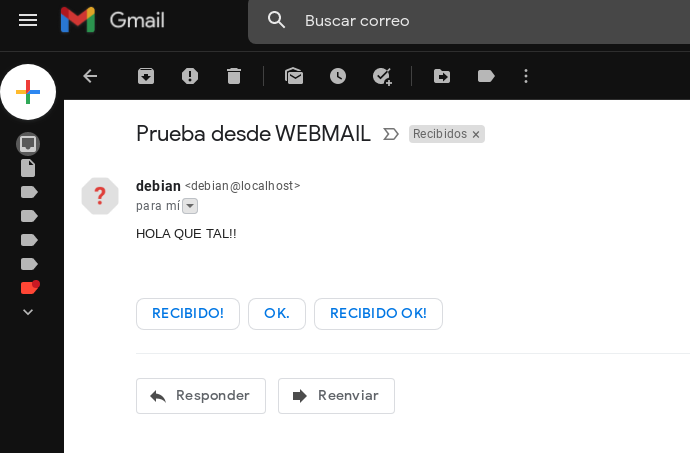 Gmail
Buscar correo
Prueba desde WEBMAIL Recibidos x
debian <debian@localhost>
para mí
HOLA QUE TAL!!
RECIBIDO! OK. RECIBIDO OK!
Responder Reenviar